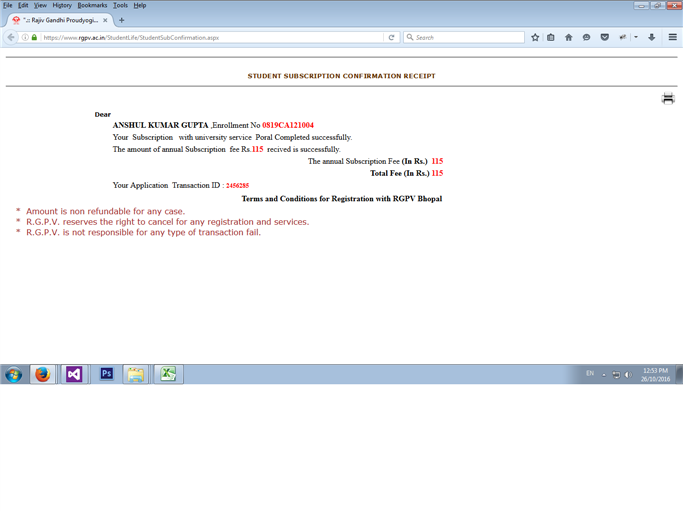 File Edit View History Bookmarks Tools Help
".:: Rajiv Gandhi Proudyogi...
https://www.rgpv.ac.in/StudentLife/StudentSubConfirmation.aspx
Search
STUDENT SUBSCRIPTION CONFIRMATION RECEIPT
Dear
ANSHUL KUMAR GUPTA ,Enrollment No 0819CA121004
Your Subscription with university service Poral Completed successfully.
The amount of annual Subscription fee Rs.115 recived is successfully.
The annual Subscription Fee (In Rs.) 115
Total Fee (In Rs.) 115
Your Application Transaction ID : 2456285
Terms and Conditions for Registration with RGPV Bhopal
* Amount is non refundable for any case.
* R.G.P.V. reserves the right to cancel for any registration and services.
* R.G.P.V. is not responsible for any type of transaction fail.
Ps
EN
12:53 PM
26/10/2016